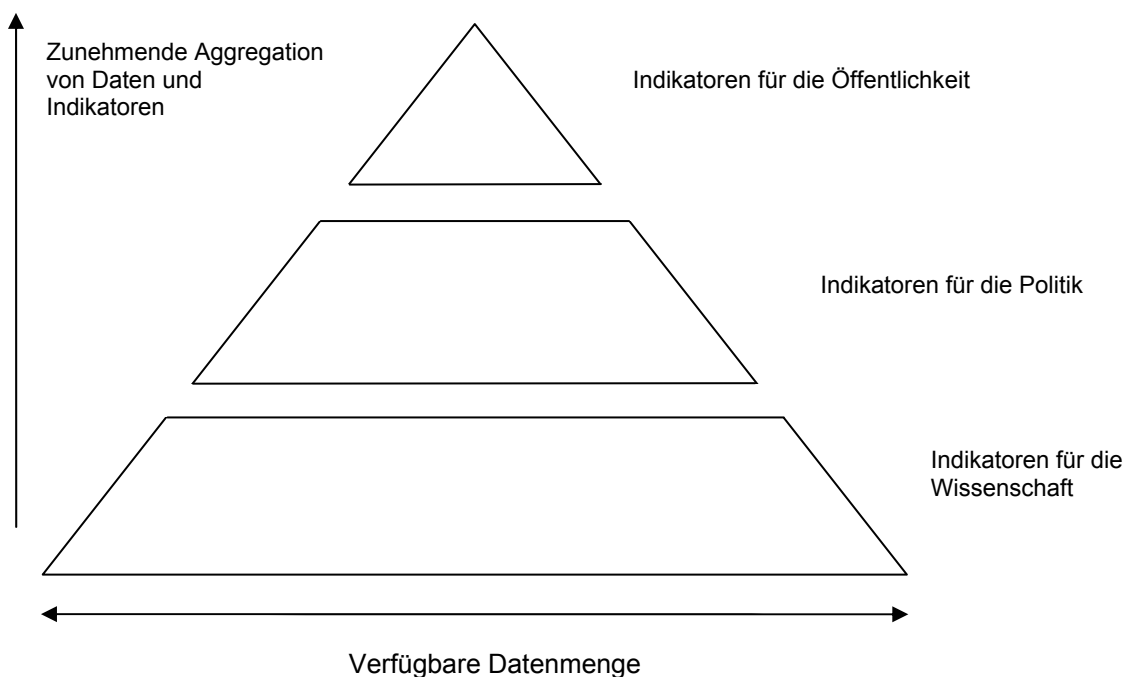 Zunehmende Aggregation
von Daten und
Indikatoren
Indikatoren für die Öffentlichkeit
Indikatoren für die Politik
Indikatoren für die
Wissenschaft
Verfügbare Datenmenge